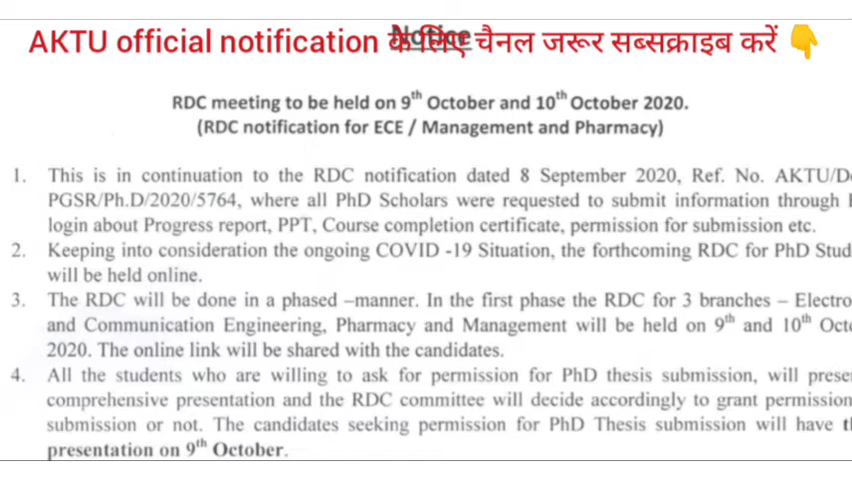 AKTU official notification के लिए चैनल जरूर सब्सक्राइब करें 👇
Notice
RDC meeting to be held on 9th October and 10th October 2020.
(RDC notification for ECE / Management and Pharmacy)
1. This is in continuation to the RDC notification dated 8 September 2020, Ref. No. AKTU/De
PGSR/Ph.D/2020/5764, where all PhD Scholars were requested to submit information through
login about Progress report, PPT, Course completion certificate, permission for submission etc.
2. Keeping into consideration the ongoing COVID -19 Situation, the forthcoming RDC for PhD Stud
will be held online.
3. The RDC will be done in a phased –manner. In the first phase the RDC for 3 branches – Electro
and Communication Engineering, Pharmacy and Management will be held on 9th and 10th Octo
2020. The online link will be shared with the candidates.
4. All the students who are willing to ask for permission for PhD thesis submission, will prese
comprehensive presentation and the RDC committee will decide accordingly to grant permission
submission or not. The candidates seeking permission for PhD Thesis submission will have th
presentation on 9th October.